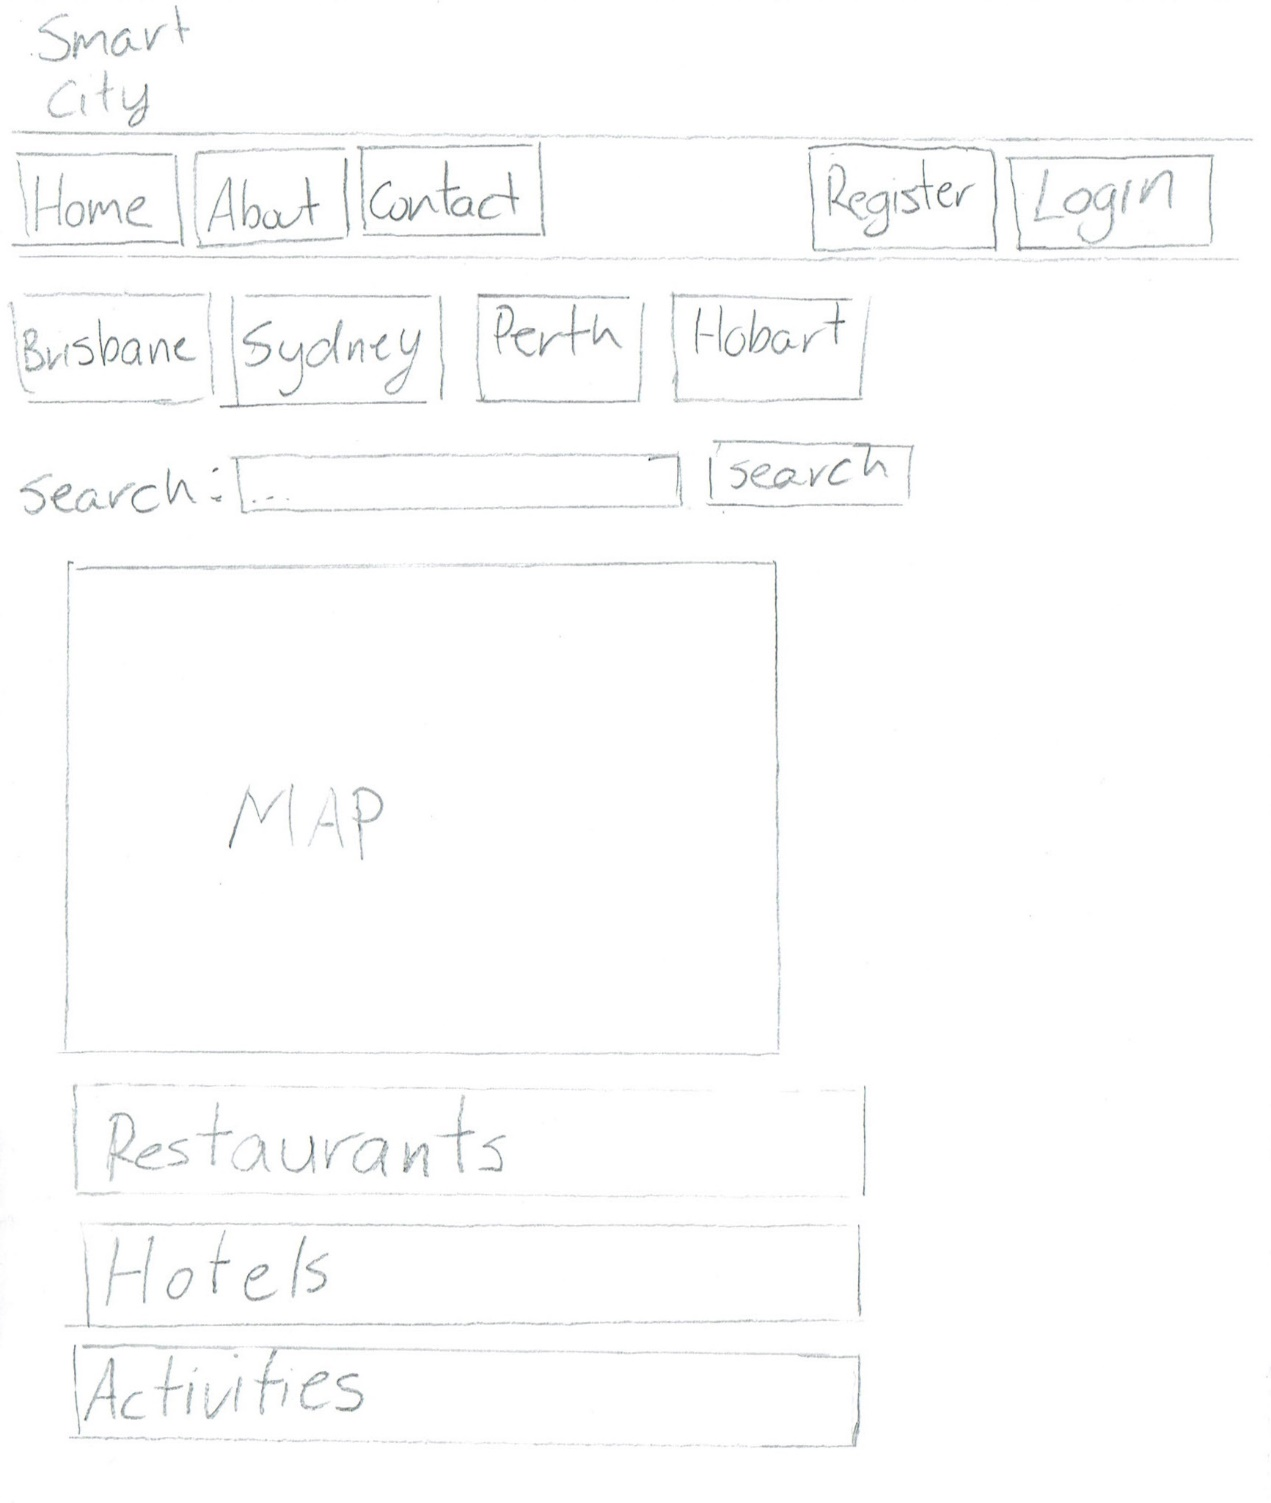 Smart
City
Home About Contact Register Login
Brisbane Sydney Perth Hobart
Search: ... Search
MAP
Restaurants
Hotels
Activities